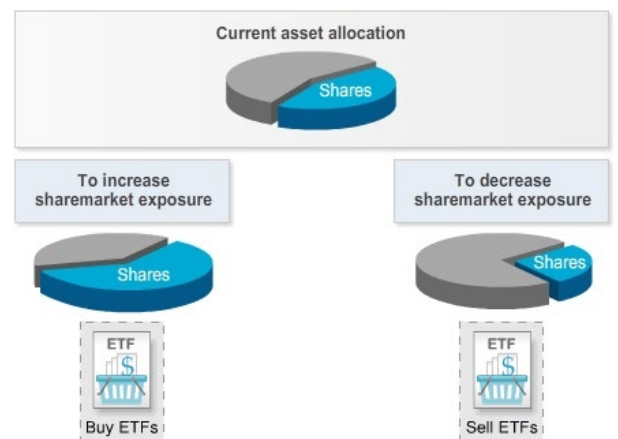 Current asset allocation
Shares
To increase
sharemarket exposure
To decrease
sharemarket exposure
Shares
Shares
ETF
$
Buy ETFs
ETF
$
Sell ETFs